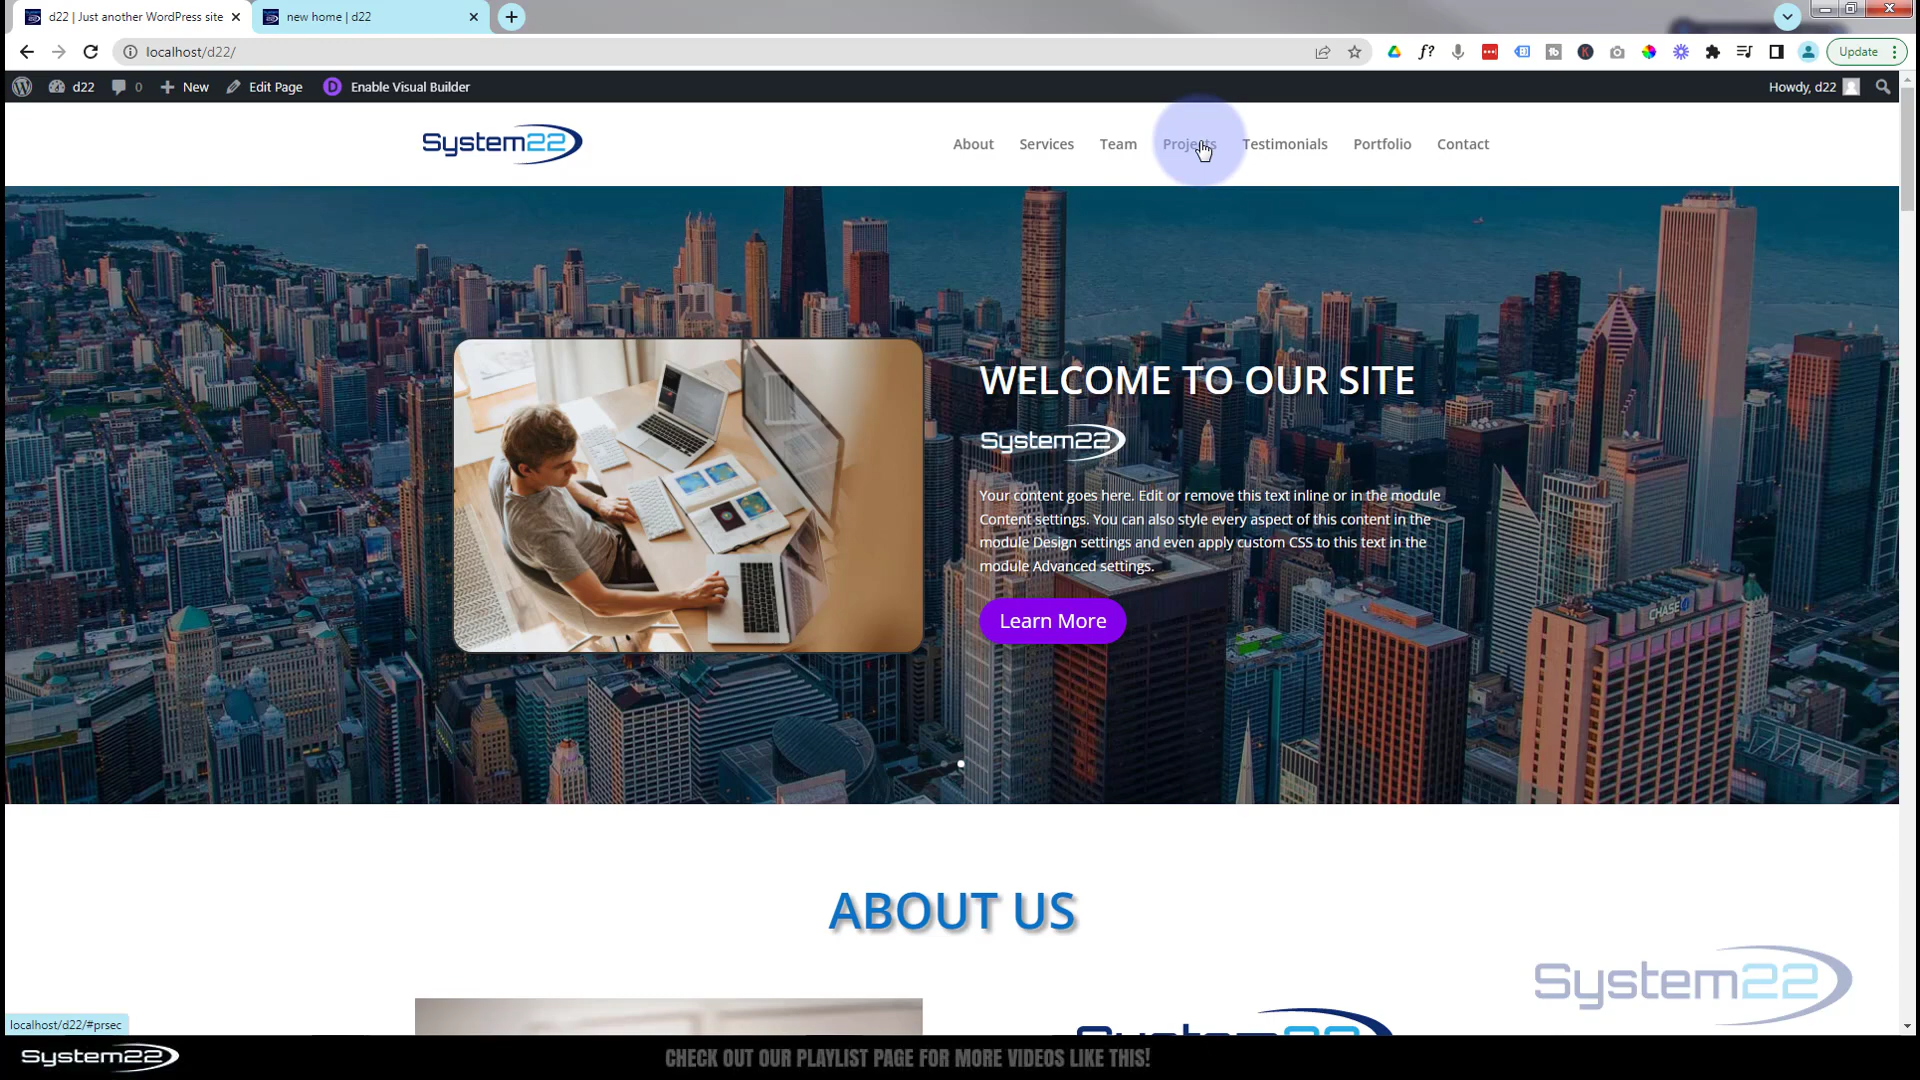 d22 | Just another WordPress site
new home | d22
localhost/d22/
f?
Update
d22
0
New
Edit Page
D
Enable Visual Builder
Howdy, d22
System22
About
Services
Team
Projects
Testimonials
Portfolio
Contact
WELCOME TO OUR SITE
System22
Your content goes here. Edit or remove this text inline or in the module
Content settings. You can also style every aspect of this content in the
module Design settings and even apply custom CSS to this text in the
module Advanced settings.
Learn More
CHASE
ABOUT US
System22
localhost/d22/#prsec
System22
CHECK OUT OUR PLAYLIST PAGE FOR MORE VIDEOS LIKE THIS!